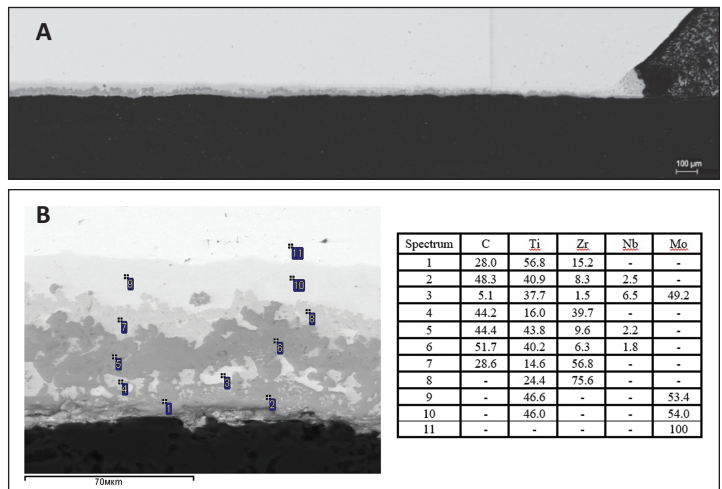 A
100 µm
B
11
9
10
8
7
6
5
3
4
2
1
70мкm
Spectrum C Ti Zr Nb Mo
1 28.0 56.8 15.2 - -
2 48.3 40.9 8.3 2.5 -
3 5.1 37.7 1.5 6.5 49.2
4 44.2 16.0 39.7 - -
5 44.4 43.8 9.6 2.2 -
6 51.7 40.2 6.3 1.8 -
7 28.6 14.6 56.8 - -
8 - 24.4 75.6 - -
9 - 46.6 - - 53.4
10 - 46.0 - - 54.0
11 - - - - 100